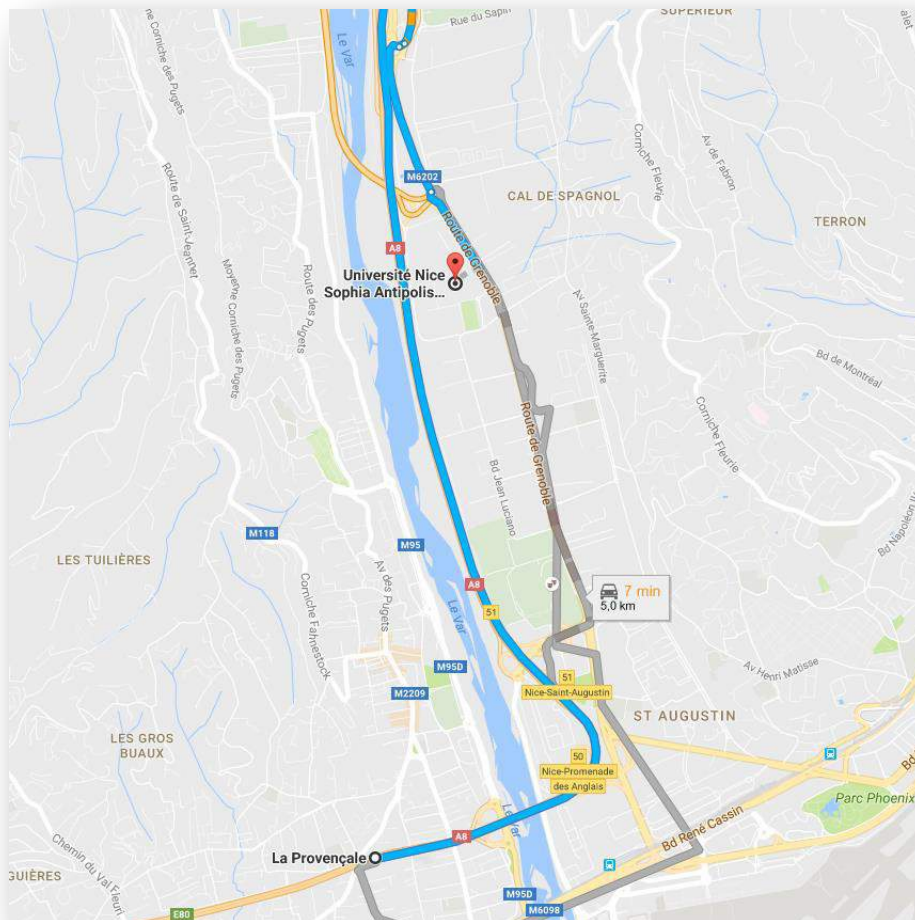 SUPÉRIEUR
Rue du Sapin
Le Var
Corniche des Pugets
Route de Saint-Jeannet
Moyenne Corniche des Pugets
Route des Pugets
Corniche Fleurie
Av de Fabron
M6202
CAL DE SPAGNOL
TERRON
Route de Grenoble
A8
Université Nice
Sophia Antipolis...
Av Sainte-Marguerite
Bd de Montréal
Corniche Fleurie
Route de Grenoble
Bd Jean Luciano
Bd Napoléon II
M118
M95
LES TUILIÈRES
Av des Pugets
Corniche Fahnestock
A8
51
Le Var
7 min
5,0 km
M95D
M2209
51
Nice-Saint-Augustin
Av Henri Matisse
ST AUGUSTIN
LES GROS
BUAUX
50
Nice-Promenade
des Anglais
Bd
Parc Phoenix
Le Var
A8
Bd René Cassin
La Provençale
Chemin du Val Fleuri
GUIÈRES
M95D
M6098
E80